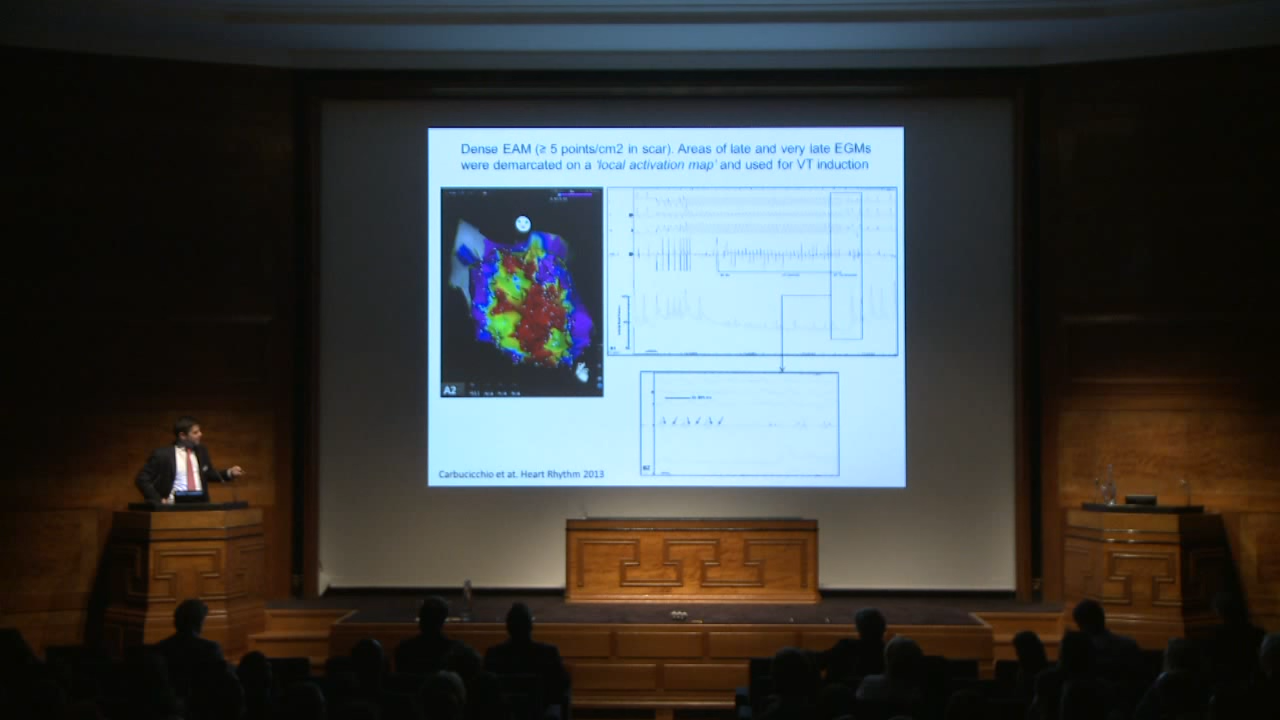 Dense EAM (≥ 5 points/cm2 in scar). Areas of late and very late EGMs
were demarcated on a 'local activation map' and used for VT induction
A2
B2
Carbucicchio et at. Heart Rhythm 2013